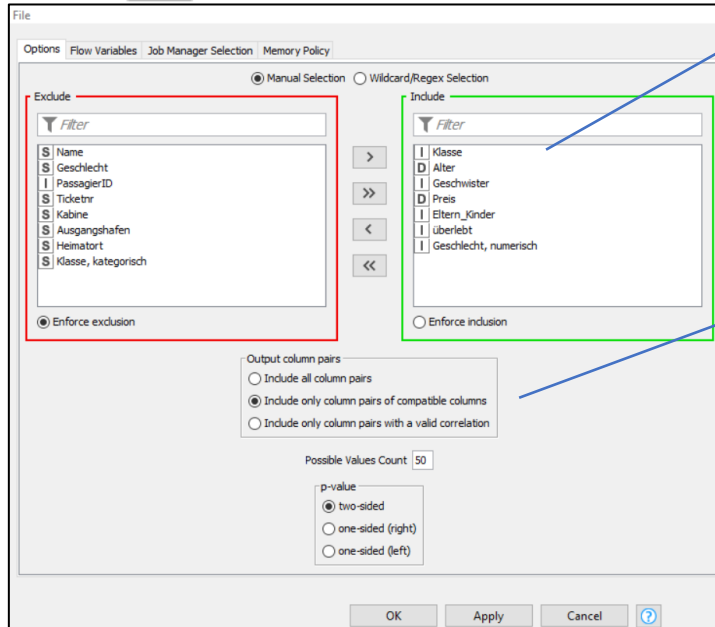 File
Options Flow Variables Job Manager Selection Memory Policy
Manual Selection Wildcard/Regex Selection
Exclude
Filter
S Name
S Geschlecht
I PassagierID
S Ticketnr
S Kabine
S Ausgangshafen
S Heimatort
S Klasse, kategorisch
Enforce exclusion
>
>>
<
<<
Include
Filter
I Klasse
D Alter
I Geschwister
D Preis
I Eltern_Kinder
I überlebt
I Geschlecht, numerisch
Enforce inclusion
Output column pairs
Include all column pairs
Include only column pairs of compatible columns
Include only column pairs with a valid correlation
Possible Values Count 50
p-value
two-sided
one-sided (right)
one-sided (left)
OK Apply Cancel ?